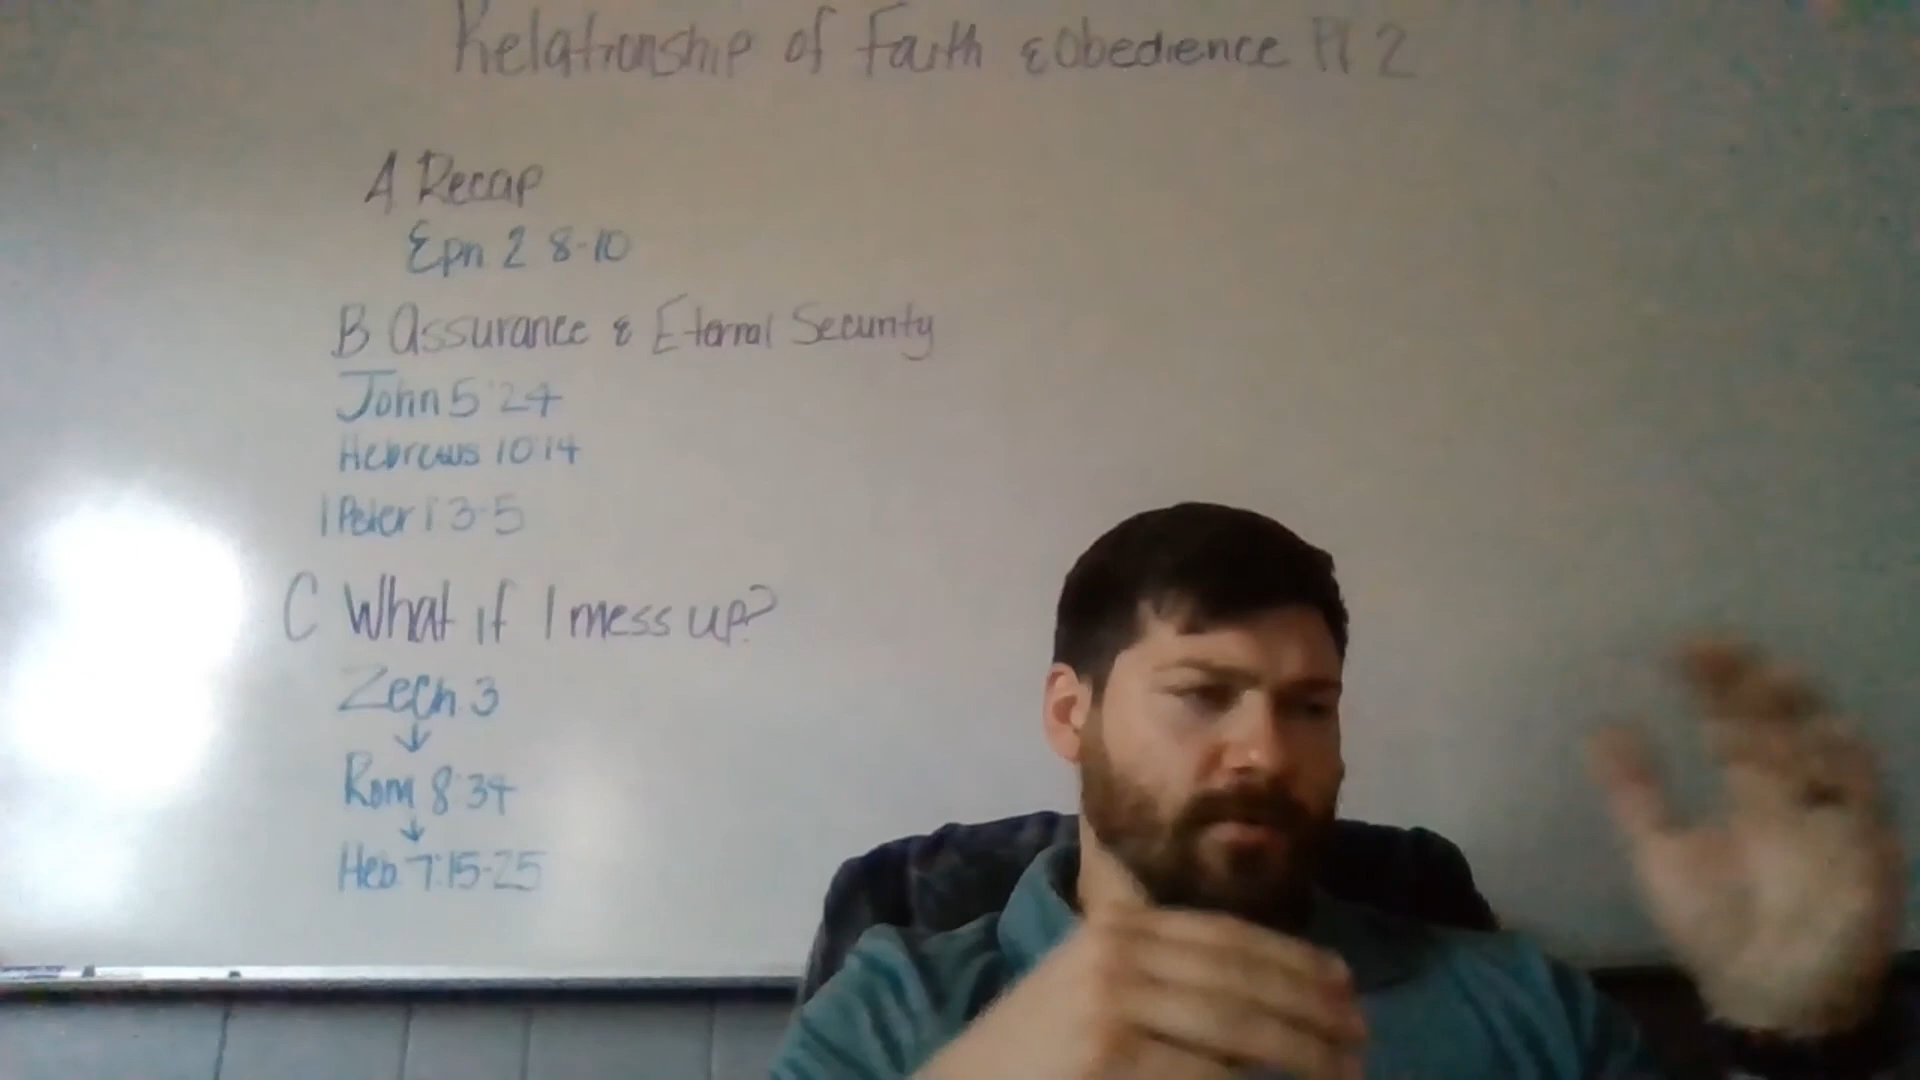 Relationship of Faith & Obedience Pt 2
A Recap
Eph 2 8-10
B Assurance & Eternal Security
John 5:24
Hebrews 10:14
1 Peter 1 3-5
C What if I mess up?
Zech 3
↓
Rom 8:34
↓
Heb 7:15-25